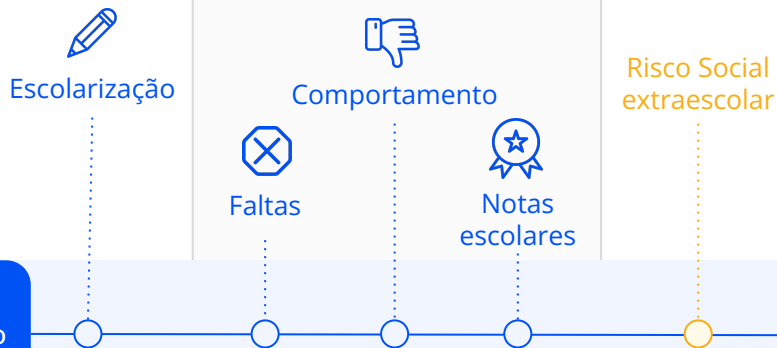 Escolarização
Comportamento
Risco Social
extraescolar
Faltas
Notas
escolares